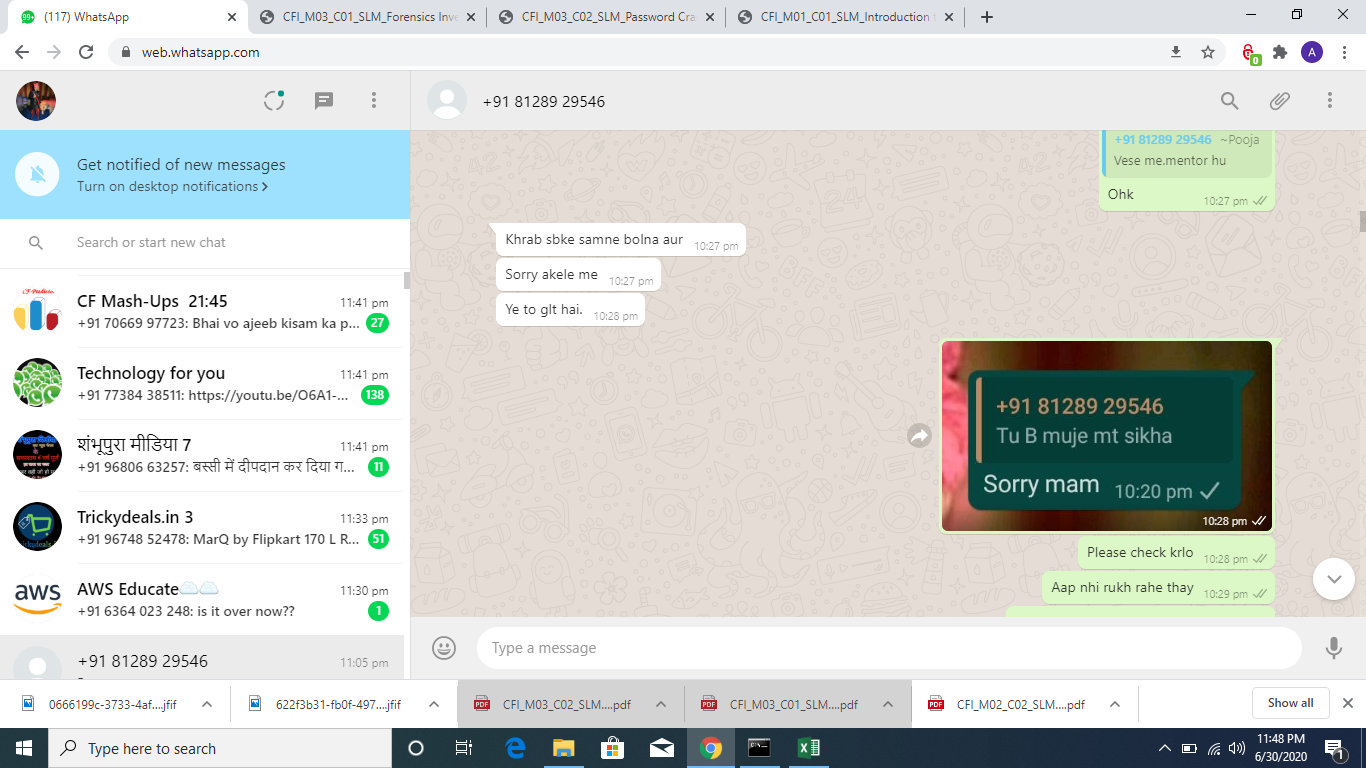 (117) WhatsApp
CFI_M03_C01_SLM_Forensics Inve
CFI_M03_C02_SLM_Password Cra
CFI_M01_C01_SLM_Introduction
web.whatsapp.com
0
A
Get notified of new messages
Turn on desktop notifications >
Search or start new chat
CF Mash-Ups 21:45
11:41 pm
+91 70669 97723: Bhai vo ajeeb kisam ka p...
27
Technology for you
11:41 pm
+91 77384 38511: https://youtu.be/O6A1-...
138
शंभूपुरा मीडिया 7
11:41 pm
+91 96806 63257: बस्सी में दीपदान कर दिया ग...
11
Trickydeals.in 3
11:33 pm
+91 96748 52478: MarQ by Flipkart 170 L R...
51
aws
AWS Educate
11:30 pm
+91 6364 023 248: is it over now??
1
+91 81289 29546
11:05 pm
+91 81289 29546
+91 81289 29546 ~Pooja
Vese me.mentor hu
Ohk
10:27 pm
Khrab sbke samne bolna aur
10:27 pm
Sorry akele me
10:27 pm
Ye to glt hai.
10:28 pm
+91 81289 29546
Tu B muje mt sikha
Sorry mam 10:20 pm
10:28 pm
Please check krlo
10:28 pm
Aap nhi rukh rahe thay
10:29 pm
Type a message
0666199c-3733-4af....jfif
622f3b31-fb0f-497....jfif
PDF
CFI_M03_C02_SLM....pdf
PDF
CFI_M03_C01_SLM....pdf
PDF
CFI_M02_C02_SLM....pdf
Show all
Type here to search
11:48 PM
6/30/2020
1